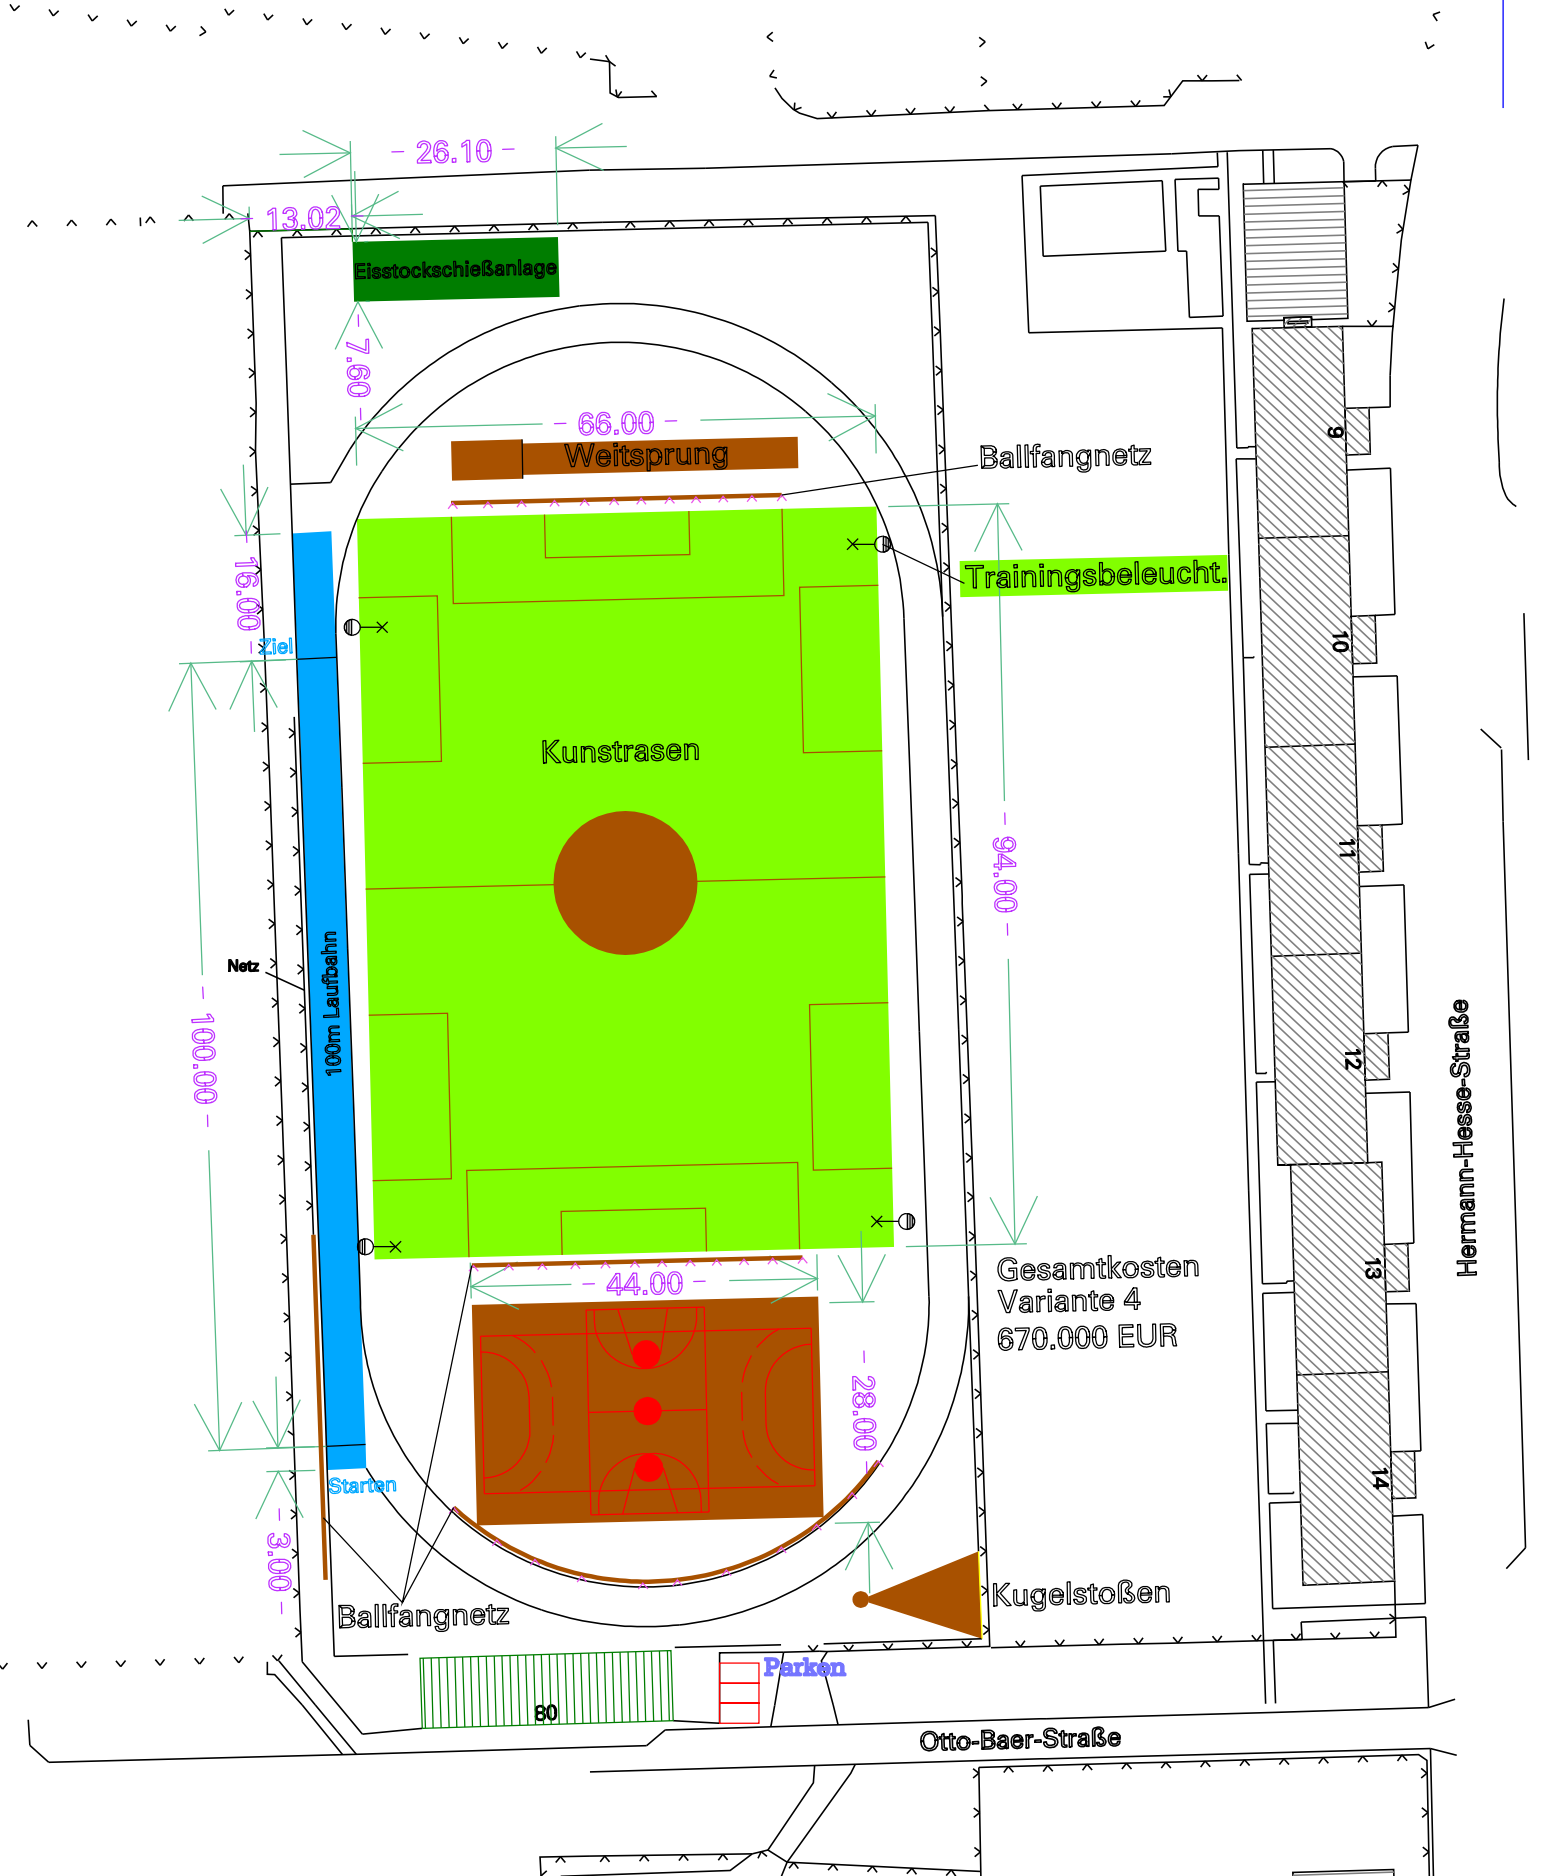 - 26.10 -
13.02
Eisstockschießanlage
- 7.60 -
- 66.00 -
Weitsprung
Ballfangnetz
9
Trainingsbeleucht.
- 16.00 -
Ziel
10
Kunstrasen
- 94.00 -
11
Netz
100m Laufbahn
- 100.00 -
12
Hermann-Hesse-Straße
13
Gesamtkosten
Variante 4
670.000 EUR
- 44.00 -
- 28.00 -
14
Starten
- 3.00 -
Ballfangnetz
Kugelstoßen
Parken
80
Otto-Baer-Straße